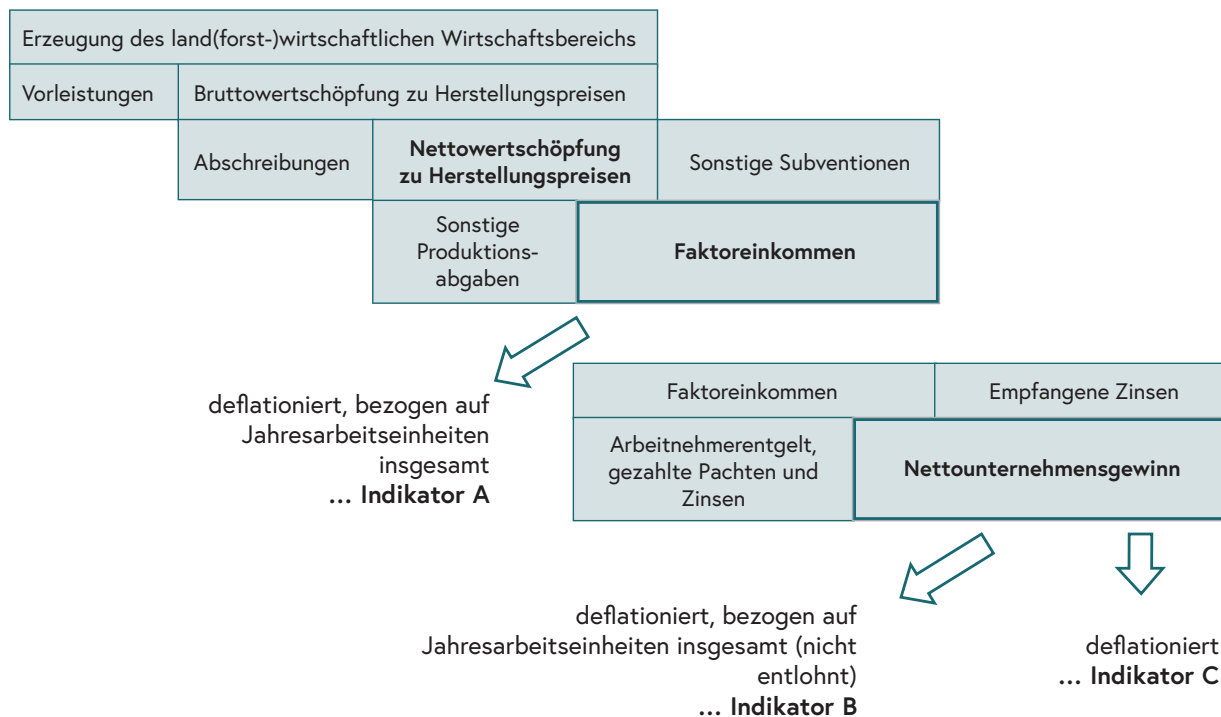 Erzeugung des land(forst-)wirtschaftlichen Wirtschaftsbereichs
Vorleistungen
Bruttowertschöpfung zu Herstellungspreisen
Abschreibungen
Nettowertschöpfung
zu Herstellungspreisen
Sonstige Subventionen
Sonstige
Produktions-
abgaben
Faktoreinkommen
deflationiert, bezogen auf
Jahresarbeitseinheiten
insgesamt
... Indikator A
Faktoreinkommen
Empfangene Zinsen
Arbeitnehmerentgelt,
gezahlte Pachten und
Zinsen
Nettounternehmensgewinn
deflationiert, bezogen auf
Jahresarbeitseinheiten insgesamt (nicht
entlohnt)
... Indikator B
deflationiert
... Indikator C